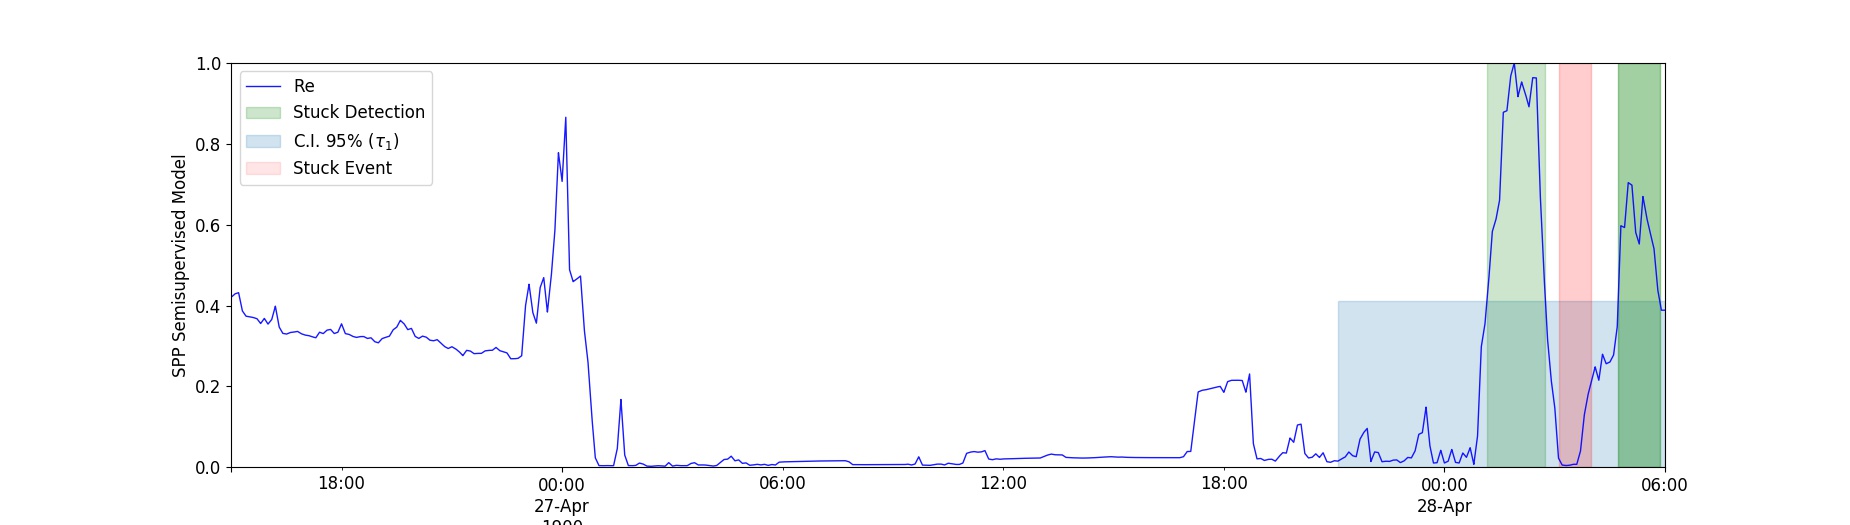 1.0
0.8
0.6
0.4
0.2
0.0
SPP Semisupervised Model
Re
Stuck Detection
C.I. 95% (τ₁)
Stuck Event
18:00
00:00
27-Apr
1900
06:00
12:00
18:00
00:00
28-Apr
06:00